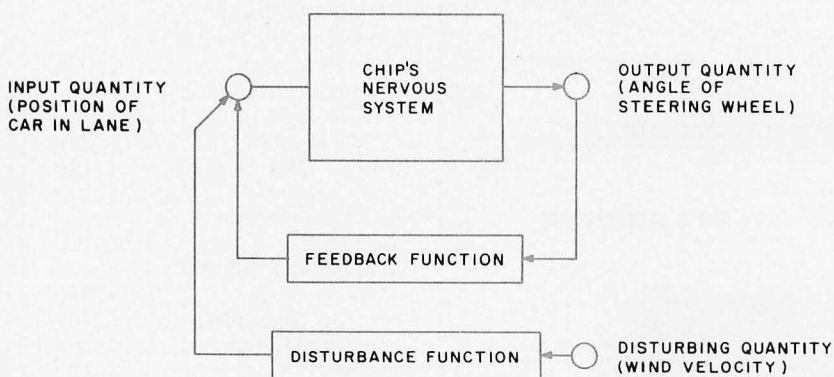 INPUT QUANTITY
(POSITION OF
CAR IN LANE)
CHIP'S
NERVOUS
SYSTEM
OUTPUT QUANTITY
(ANGLE OF
STEERING WHEEL)
FEEDBACK FUNCTION
DISTURBANCE FUNCTION
DISTURBING QUANTITY
(WIND VELOCITY)